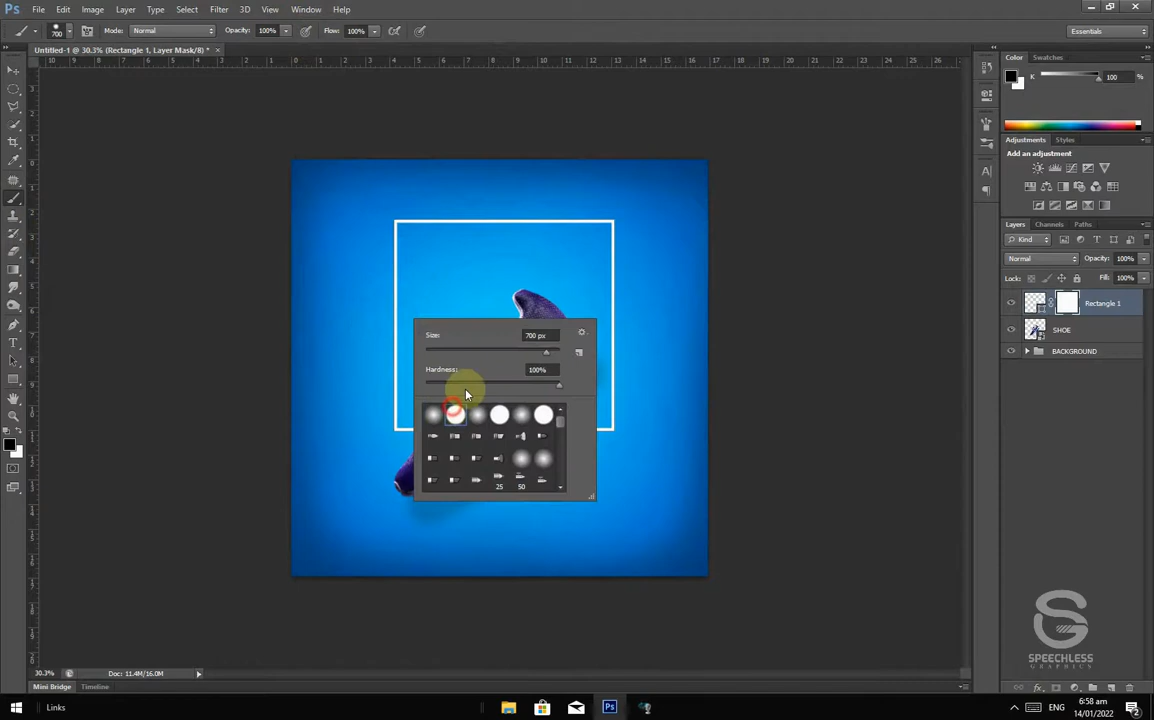 Ps File Edit Image Layer Type Select Filter 3D View Window Help
700 Mode: Normal Opacity: 100% Flow: 100% Essentials
Untitled-1 @ 30.3% (Rectangle 1, Layer Mask/8) * ×
Color Swatches
K 100 %
Adjustments Styles
Add an adjustment
Layers Channels Paths
Kind
Normal Opacity: 100%
Lock: Fill: 100%
Rectangle 1
SHOE
BACKGROUND
Size: 700 px
Hardness: 100%
25 50
SPEECHLESS
GRAPHICS
30.3% Doc: 11.4M/16.0M
Mini Bridge Timeline
Links Ps ENG 6:58 am
14/01/2022 2